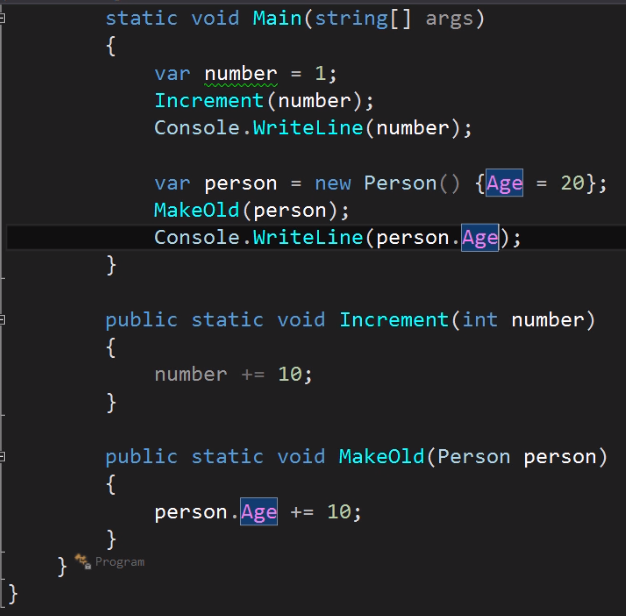 static void Main(string[] args)
{
var number = 1;
Increment(number);
Console.WriteLine(number);
var person = new Person() {Age = 20};
MakeOld(person);
Console.WriteLine(person.Age);
}
public static void Increment(int number)
{
number += 10;
}
public static void MakeOld(Person person)
{
person.Age += 10;
}
} Program
}